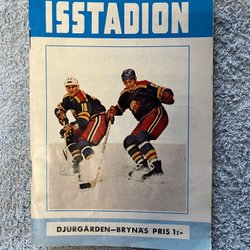 ISSTADION
DJURGÅRDEN—BRYNÄS PRIS 1:-